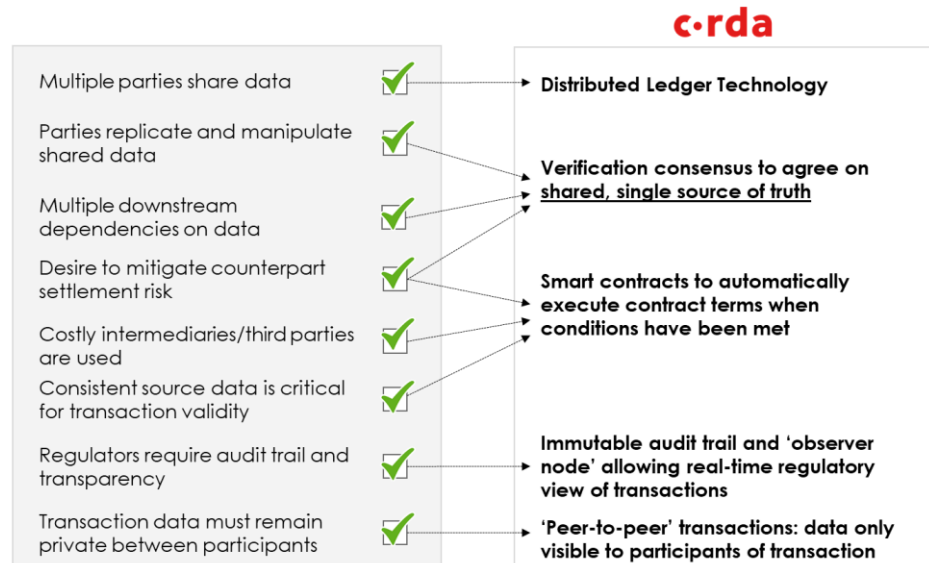 c·rda
Multiple parties share data
Distributed Ledger Technology
Parties replicate and manipulate
shared data
Verification consensus to agree on
shared, single source of truth
Multiple downstream
dependencies on data
Desire to mitigate counterpart
settlement risk
Smart contracts to automatically
execute contract terms when
conditions have been met
Costly intermediaries/third parties
are used
Consistent source data is critical
for transaction validity
Regulators require audit trail and
transparency
Immutable audit trail and ‘observer
node’ allowing real-time regulatory
view of transactions
Transaction data must remain
private between participants
‘Peer-to-peer’ transactions: data only
visible to participants of transaction